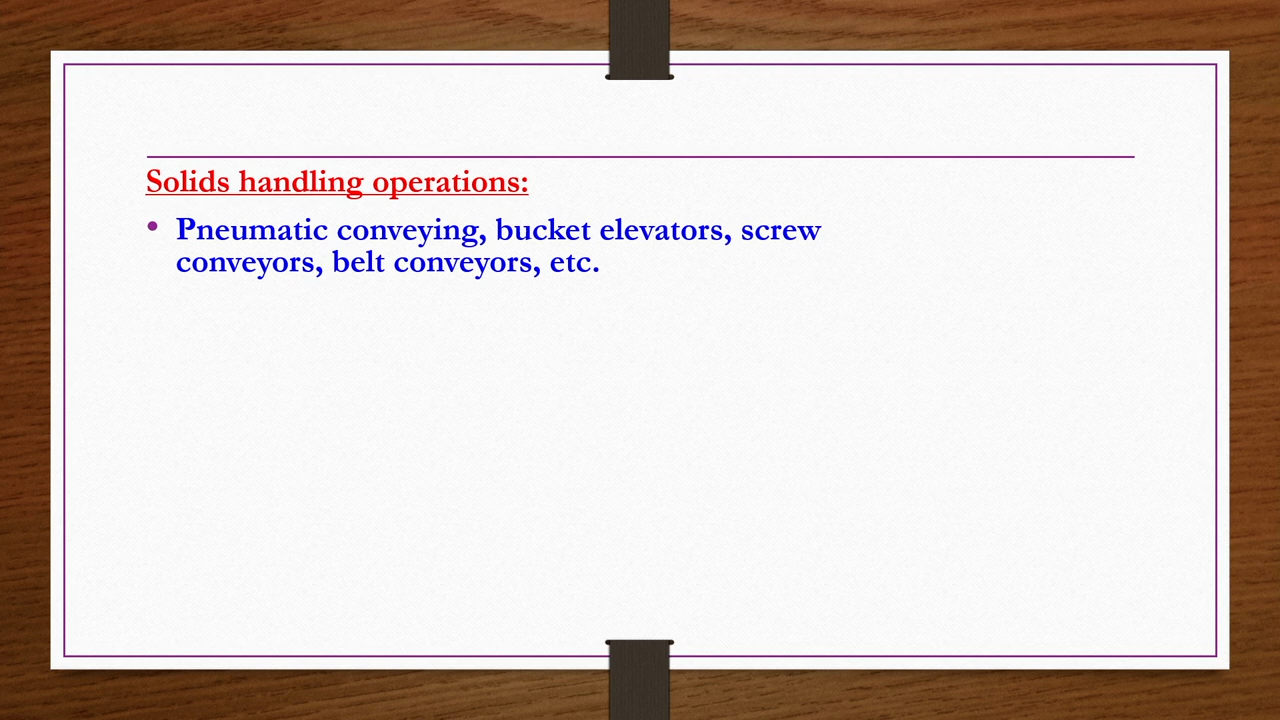 Solids handling operations:
• Pneumatic conveying, bucket elevators, screw
conveyors, belt conveyors, etc.